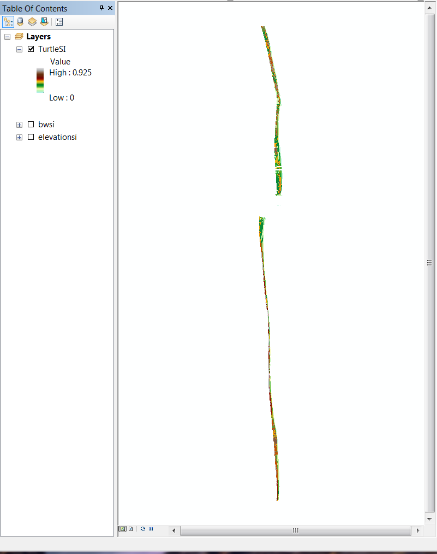 Table Of Contents
Layers
TurtleSI
Value
High : 0.925
Low : 0
bwsi
elevationsi